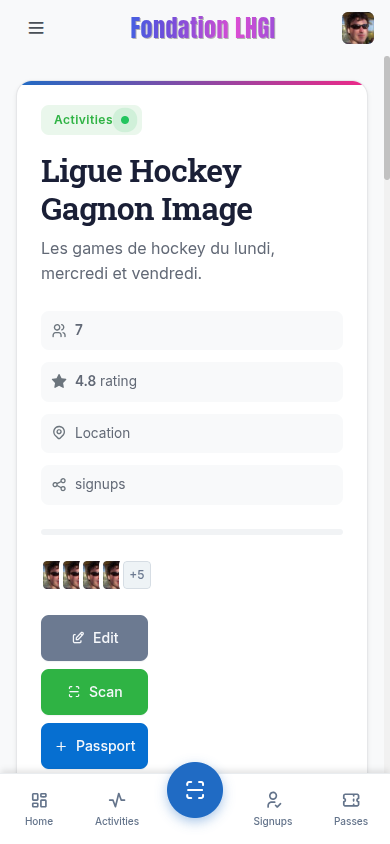 Fondation LHGI
Activities
Ligue Hockey
Gagnon Image
Les games de hockey du lundi,
mercredi et vendredi.
7
4.8 rating
Location
signups
+5
Edit
Scan
Passport
Home
Activities
Signups
Passes